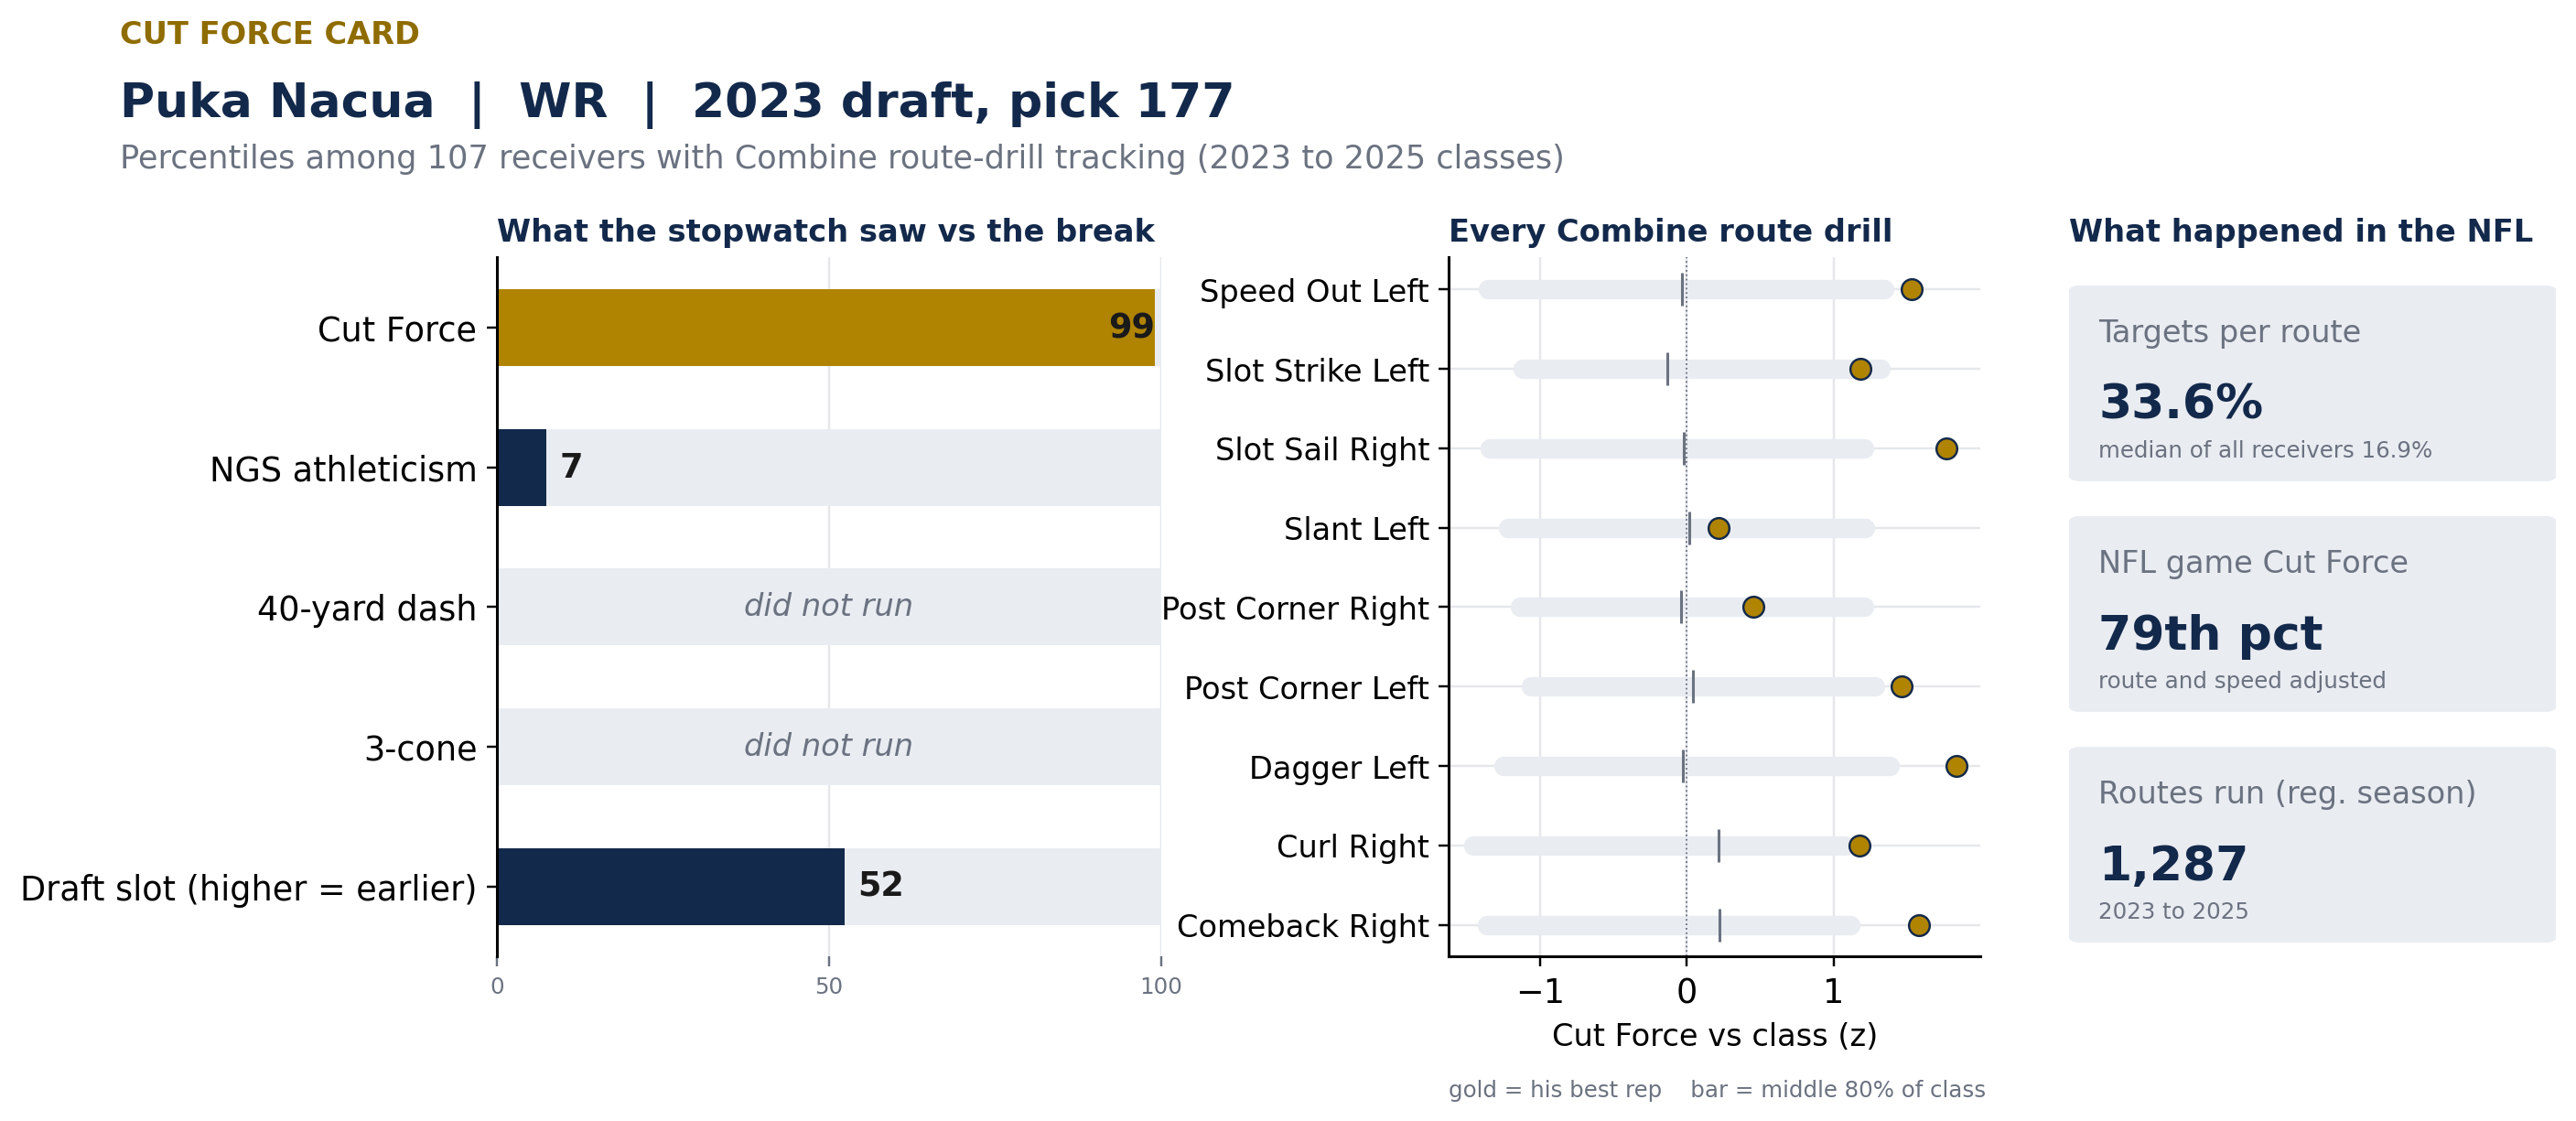 CUT FORCE CARD
Puka Nacua | WR | 2023 draft, pick 177
Percentiles among 107 receivers with Combine route-drill tracking (2023 to 2025 classes)
What the stopwatch saw vs the break
Cut Force
99
NGS athleticism
7
40-yard dash
did not run
3-cone
did not run
Draft slot (higher = earlier)
52
0 50 100
Every Combine route drill
Speed Out Left
Slot Strike Left
Slot Sail Right
Slant Left
Post Corner Right
Post Corner Left
Dagger Left
Curl Right
Comeback Right
−1 0 1
Cut Force vs class (z)
gold = his best rep bar = middle 80% of class
What happened in the NFL
Targets per route
33.6%
median of all receivers 16.9%
NFL game Cut Force
79th pct
route and speed adjusted
Routes run (reg. season)
1,287
2023 to 2025